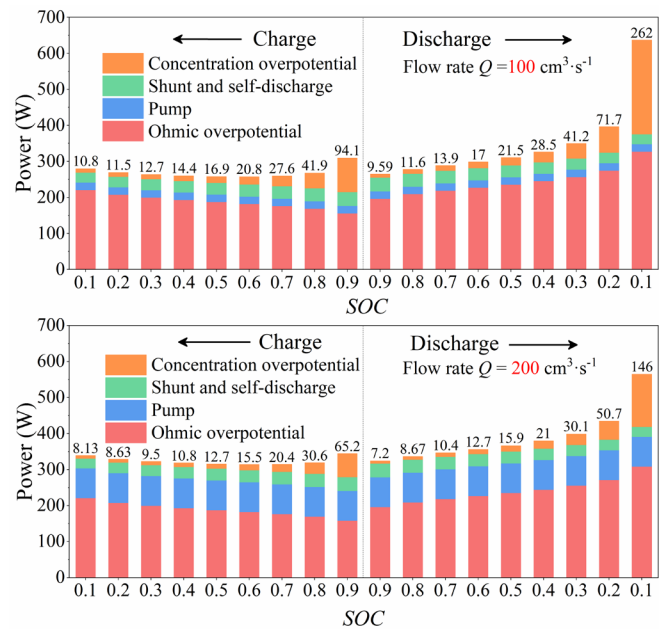 700
600
500
400
300
200
100
0
Power (W)
Charge
Discharge
Concentration overpotential
Shunt and self-discharge
Pump
Ohmic overpotential
Flow rate Q =100 cm³·s⁻¹
10.8 11.5 12.7 14.4 16.9 20.8 27.6 41.9 94.1 9.59 11.6 13.9 17 21.5 28.5 41.2 71.7 262
0.1 0.2 0.3 0.4 0.5 0.6 0.7 0.8 0.9 0.9 0.8 0.7 0.6 0.5 0.4 0.3 0.2 0.1
SOC
700
600
500
400
300
200
100
0
Power (W)
Charge
Discharge
Concentration overpotential
Shunt and self-discharge
Pump
Ohmic overpotential
Flow rate Q = 200 cm³·s⁻¹
8.13 8.63 9.5 10.8 12.7 15.5 20.4 30.6 65.2 7.2 8.67 10.4 12.7 15.9 21 30.1 50.7 146
0.1 0.2 0.3 0.4 0.5 0.6 0.7 0.8 0.9 0.9 0.8 0.7 0.6 0.5 0.4 0.3 0.2 0.1
SOC